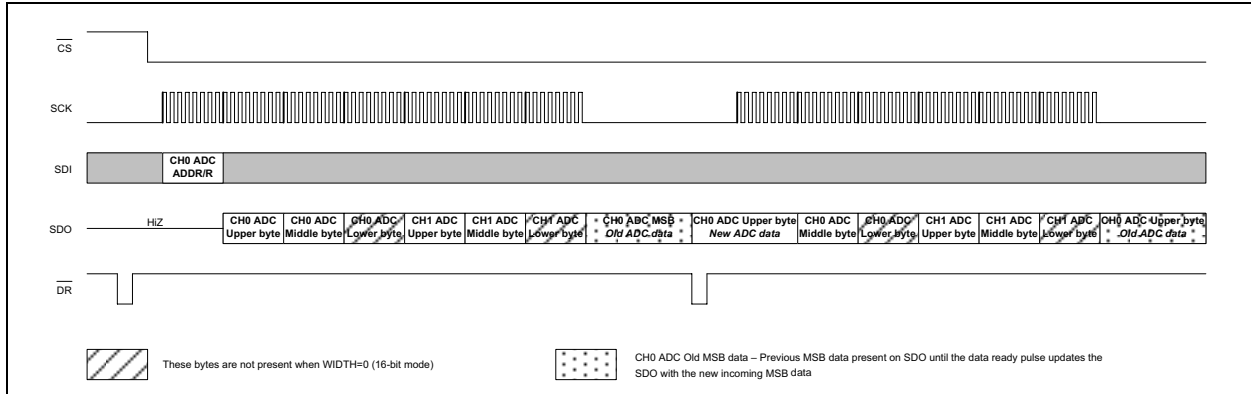 CS
SCK
SDI
CH0 ADC
ADDR/R
SDO
HiZ
CH0 ADC
Upper byte
CH0 ADC
Middle byte
CH0 ADC
Lower byte
CH1 ADC
Upper byte
CH1 ADC
Middle byte
CH1 ADC
Lower byte
CH0 ADC MSB
Old ADC data
CH0 ADC Upper byte
New ADC data
CH0 ADC
Middle byte
CH0 ADC
Lower byte
CH1 ADC
Upper byte
CH1 ADC
Middle byte
CH1 ADC
Lower byte
CH0 ADC Upper byte
Old ADC data
DR
These bytes are not present when WIDTH=0 (16-bit mode)
CH0 ADC Old MSB data – Previous MSB data present on SDO until the data ready pulse updates the
SDO with the new incoming MSB data